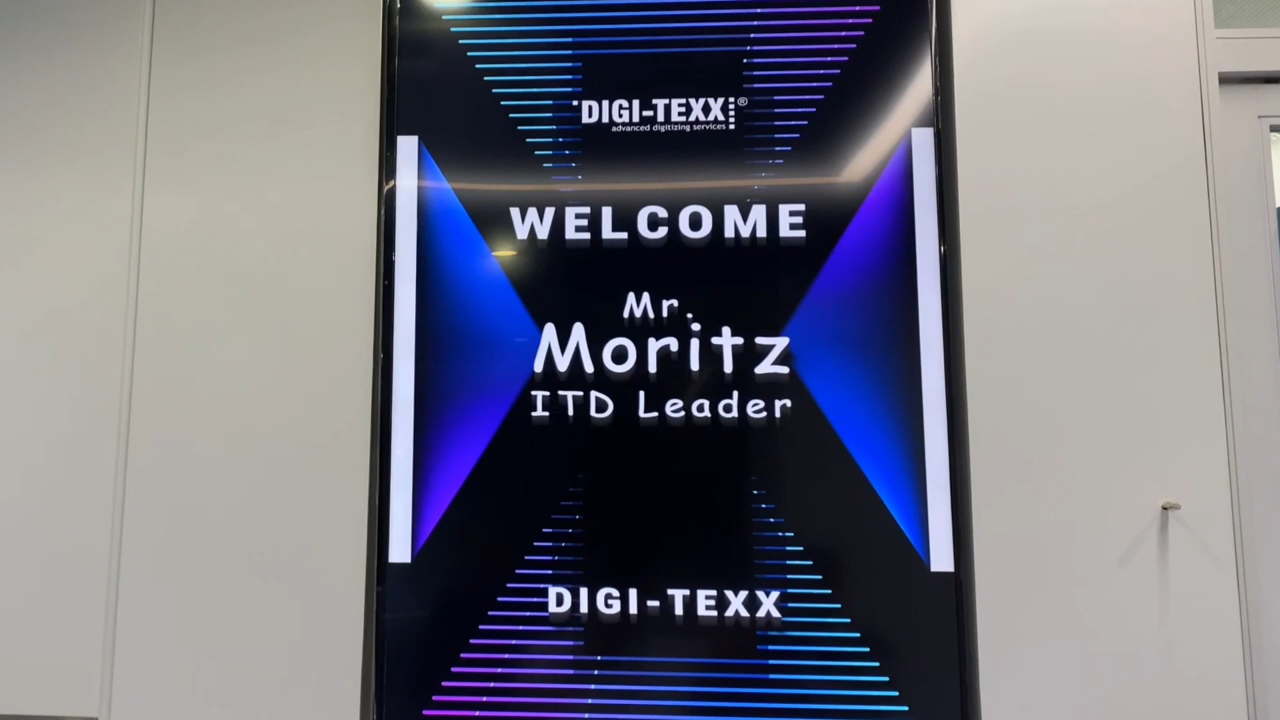 DIGI-TEXX®
advanced digitizing services
WELCOME
Mr.
Moritz
ITD Leader
DIGI-TEXX